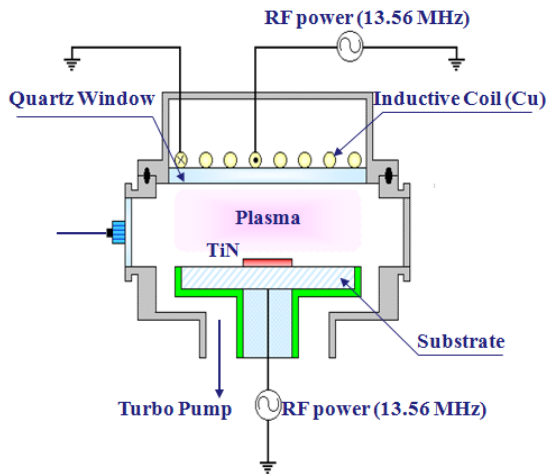 RF power (13.56 MHz)
Quartz Window
Inductive Coil (Cu)
Plasma
TiN
Substrate
Turbo Pump
RF power (13.56 MHz)